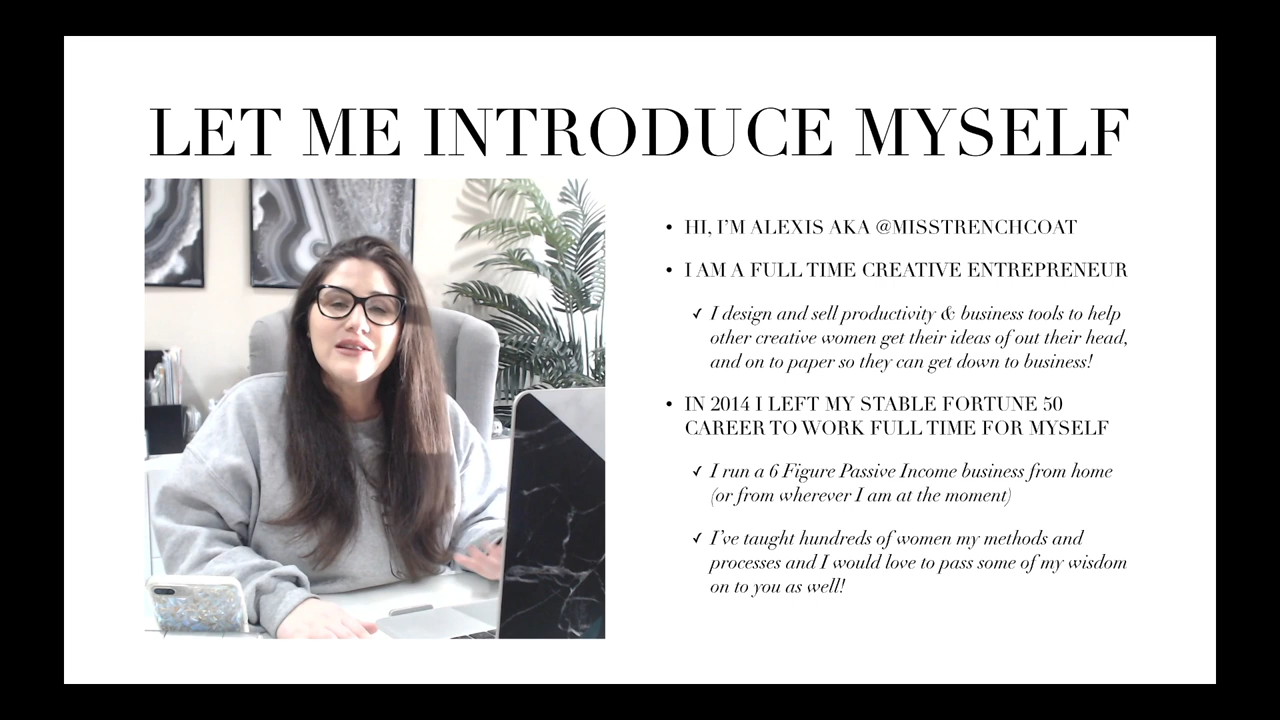 LET ME INTRODUCE MYSELF
• HI, I'M ALEXIS AKA @MISSTRENCHCOAT
• I AM A FULL TIME CREATIVE ENTREPRENEUR
✓ I design and sell productivity & business tools to help
other creative women get their ideas of out their head,
and on to paper so they can get down to business!
• IN 2014 I LEFT MY STABLE FORTUNE 50
CAREER TO WORK FULL TIME FOR MYSELF
✓ I run a 6 Figure Passive Income business from home
(or from wherever I am at the moment)
✓ I've taught hundreds of women my methods and
processes and I would love to pass some of my wisdom
on to you as well!